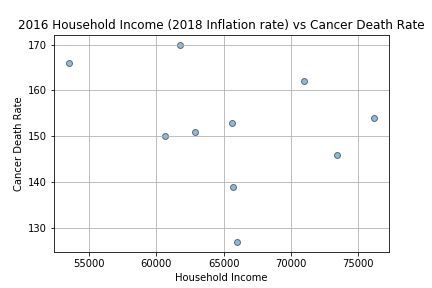 2016 Household Income (2018 Inflation rate) vs Cancer Death Rate
170
160
150
140
130
Cancer Death Rate
55000 60000 65000 70000 75000
Household Income